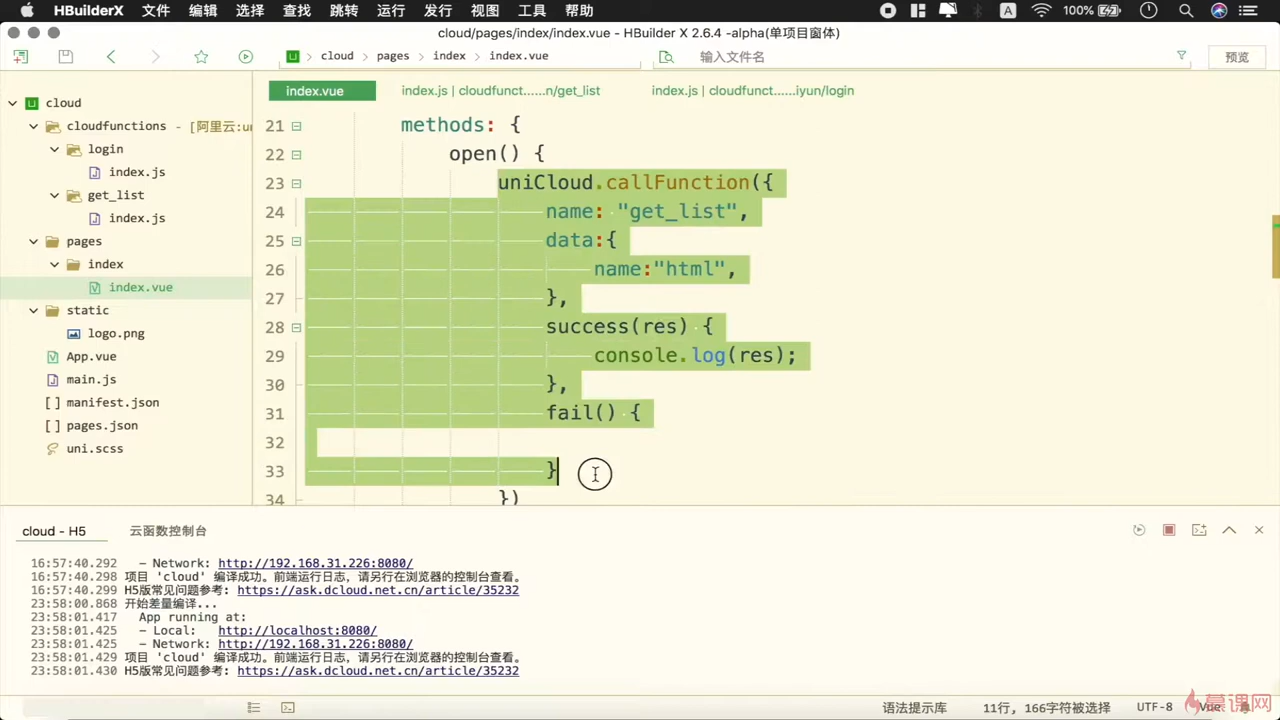 HBuilderX 文件 编辑 选择 查找 跳转 运行 发行 视图 工具 帮助 A 100%
cloud/pages/index/index.vue - HBuilder X 2.6.4 -alpha(单项目窗体)
cloud > pages > index > index.vue 输入文件名 预览
index.vue index.js | cloudfunct......n/get_list index.js | cloudfunct......iyun/login
cloud
cloudfunctions - [阿里云:un
login
index.js
get_list
index.js
pages
index
index.vue
static
logo.png
App.vue
main.js
[ ] manifest.json
[ ] pages.json
uni.scss
21 methods: {
22 open() {
23 uniCloud.callFunction({
24 name: "get_list",
25 data:{
26 name:"html",
27 },
28 success(res) {
29 console.log(res);
30 },
31 fail() {
32
33 }
34 })
cloud - H5 云函数控制台
16:57:40.292 - Network: http://192.168.31.226:8080/
16:57:40.298 项目 'cloud' 编译成功。前端运行日志，请另行在浏览器的控制台查看。
16:57:40.299 H5版常见问题参考: https://ask.dcloud.net.cn/article/35232
23:58:00.868 开始差量编译...
23:58:01.417 App running at:
23:58:01.425 - Local: http://localhost:8080/
23:58:01.425 - Network: http://192.168.31.226:8080/
23:58:01.429 项目 'cloud' 编译成功。前端运行日志，请另行在浏览器的控制台查看。
23:58:01.430 H5版常见问题参考: https://ask.dcloud.net.cn/article/35232
语法提示库 11行, 166字符被选择 UTF-8 Vue
慕课网